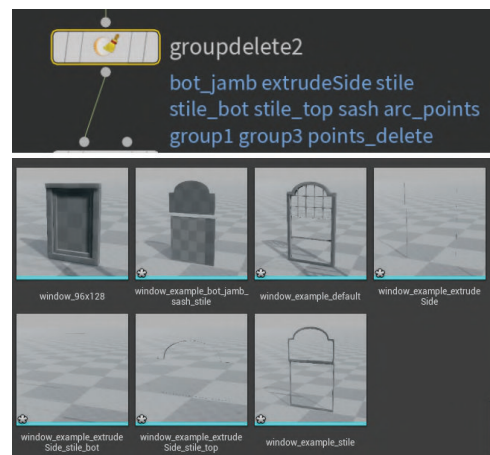 groupdelete2
bot_jamb extrudeSide stile
stile_bot stile_top sash arc_points
group1 group3 points_delete
window_96x128
window_example_bot_jamb_
sash_stile
window_example_default
window_example_extrude
Side
window_example_extrude
Side_stile_bot
window_example_extrude
Side_stile_top
window_example_stile